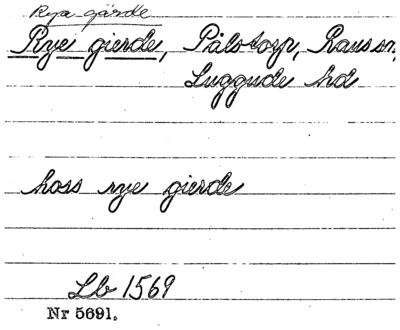 Rya gärde
Rye gierde, Pålstorp, Raus sn,
Luggude hd
hoss rye gierde
Lb 1569
Nr 5691.